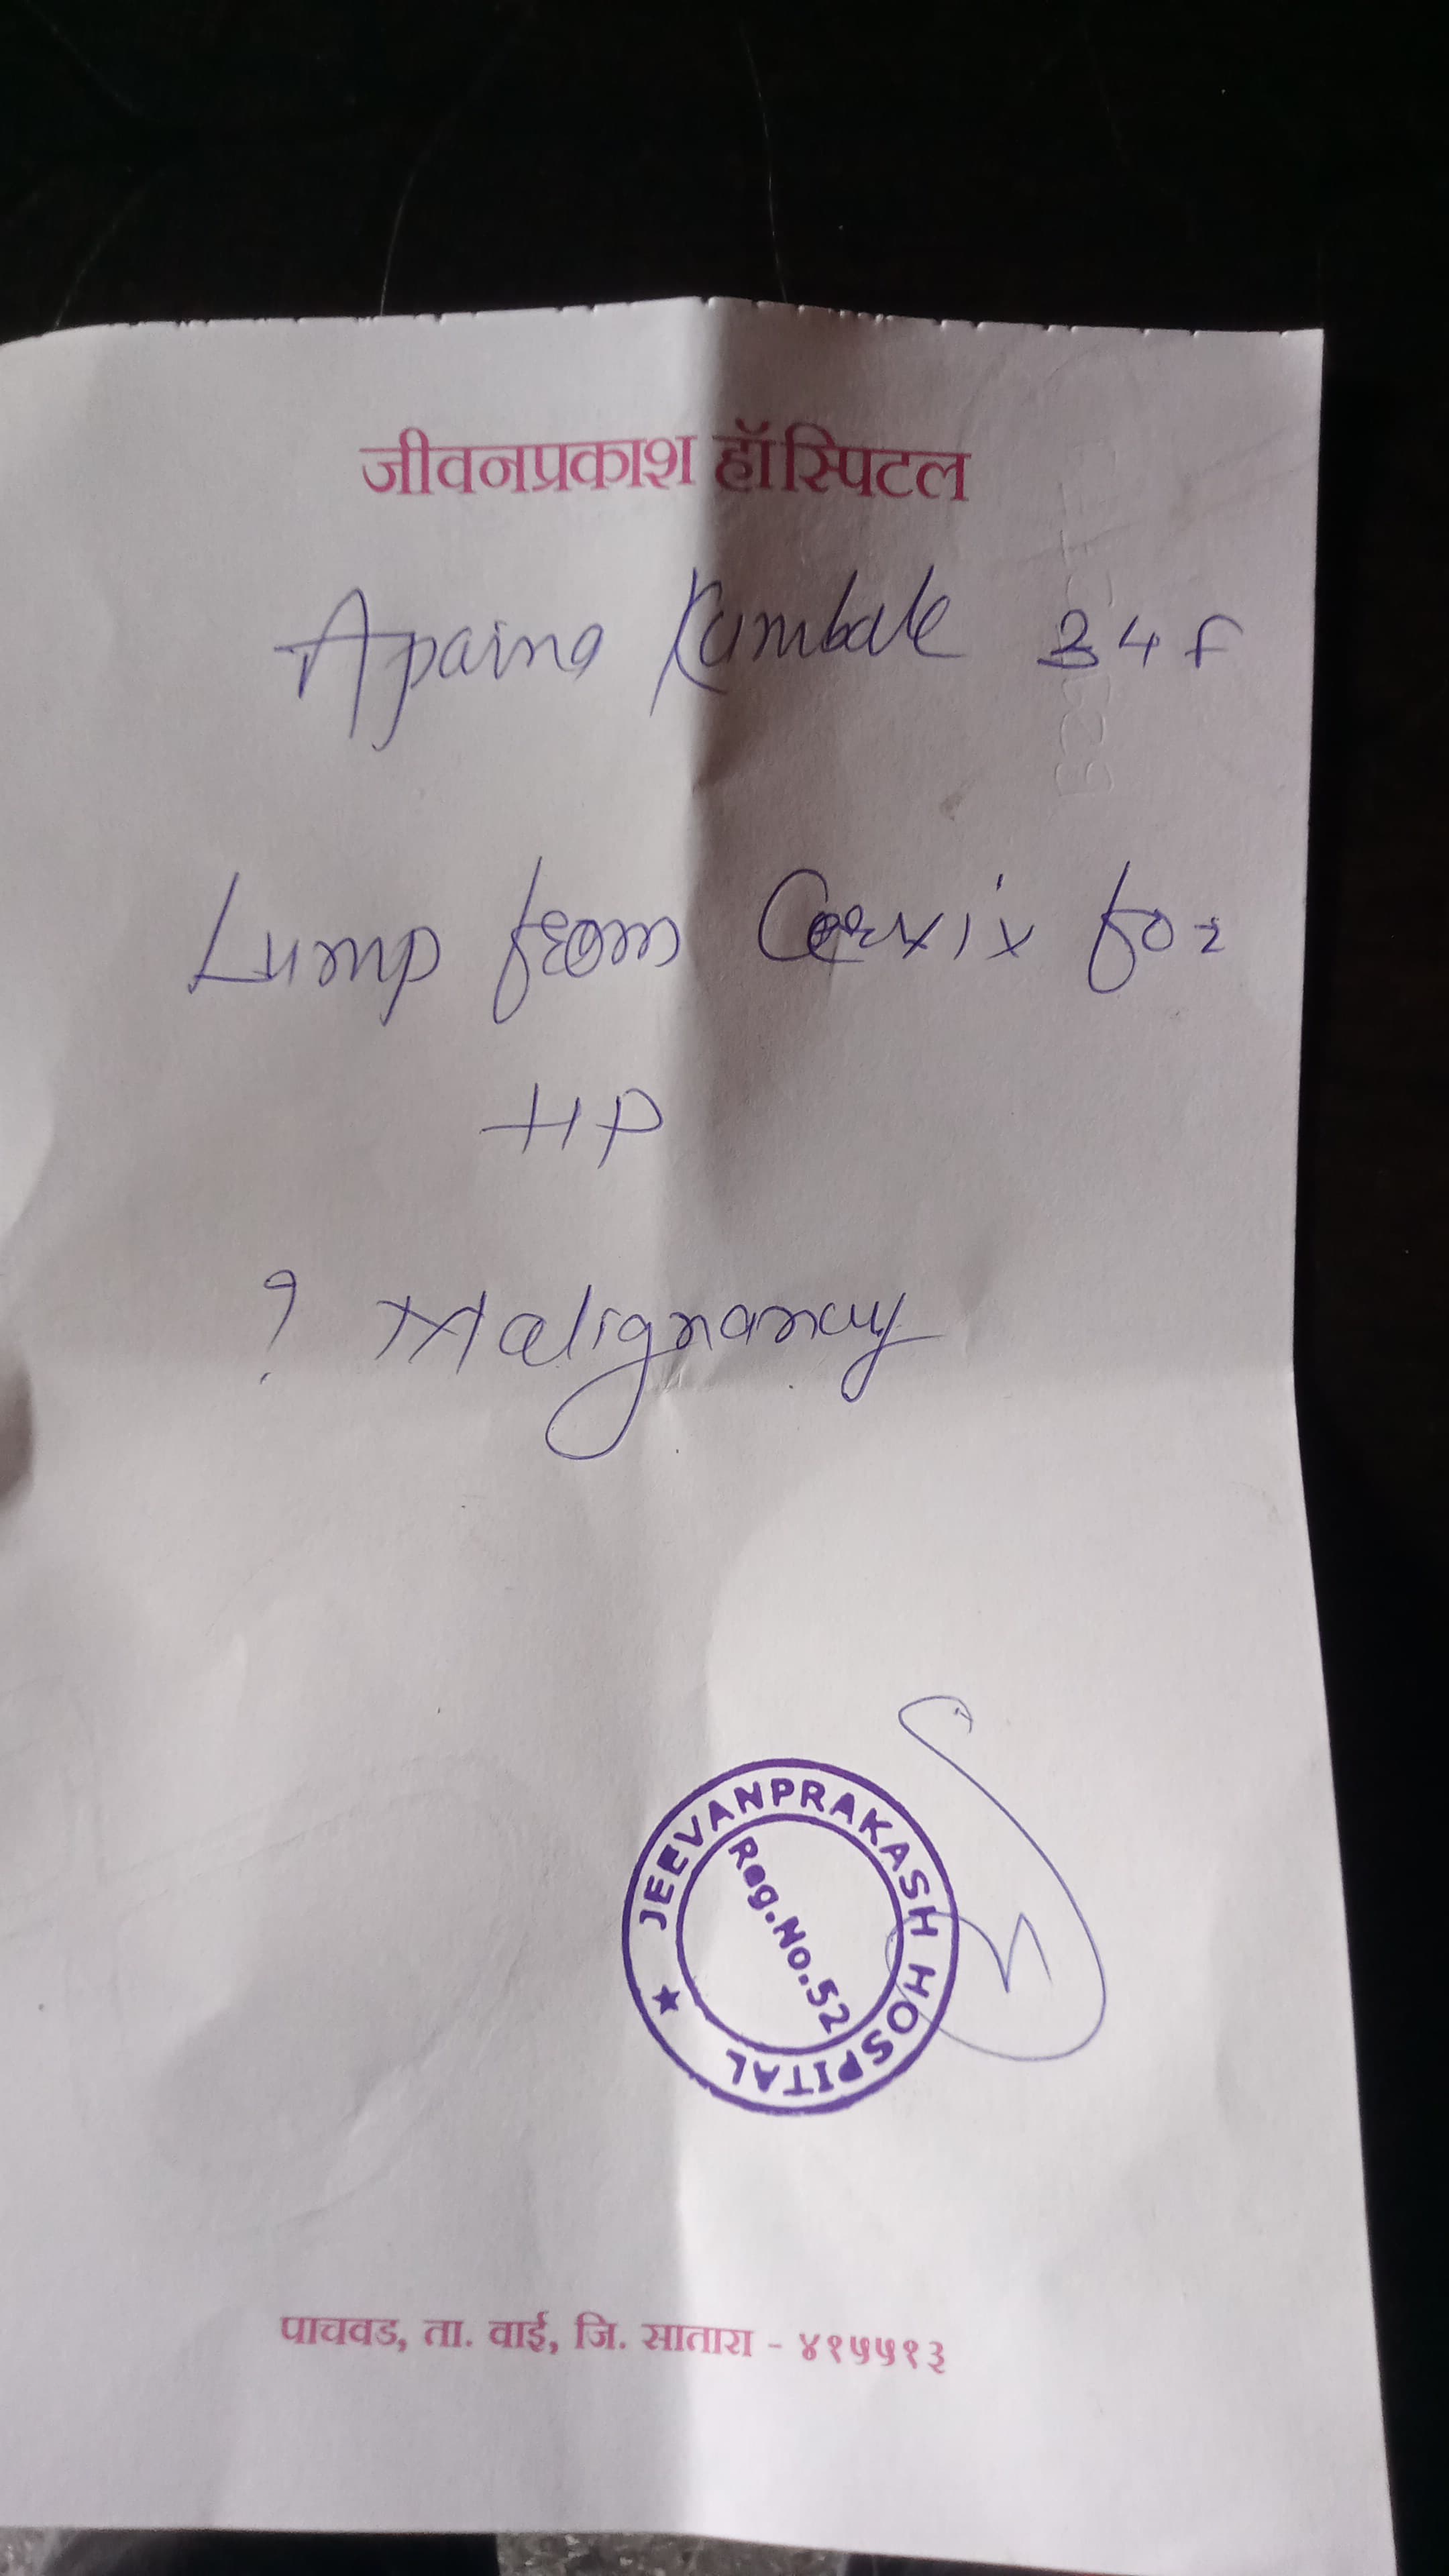 जीवनप्रकाश हॉस्पिटल
Aparna Kambale 34 F
Lump from Cervix for
HP
? Malignancy
JEEVANPRAKASH HOSPITAL ★
Reg.No.52
पाचवड, ता. वाई, जि. सातारा - ४१५५१३